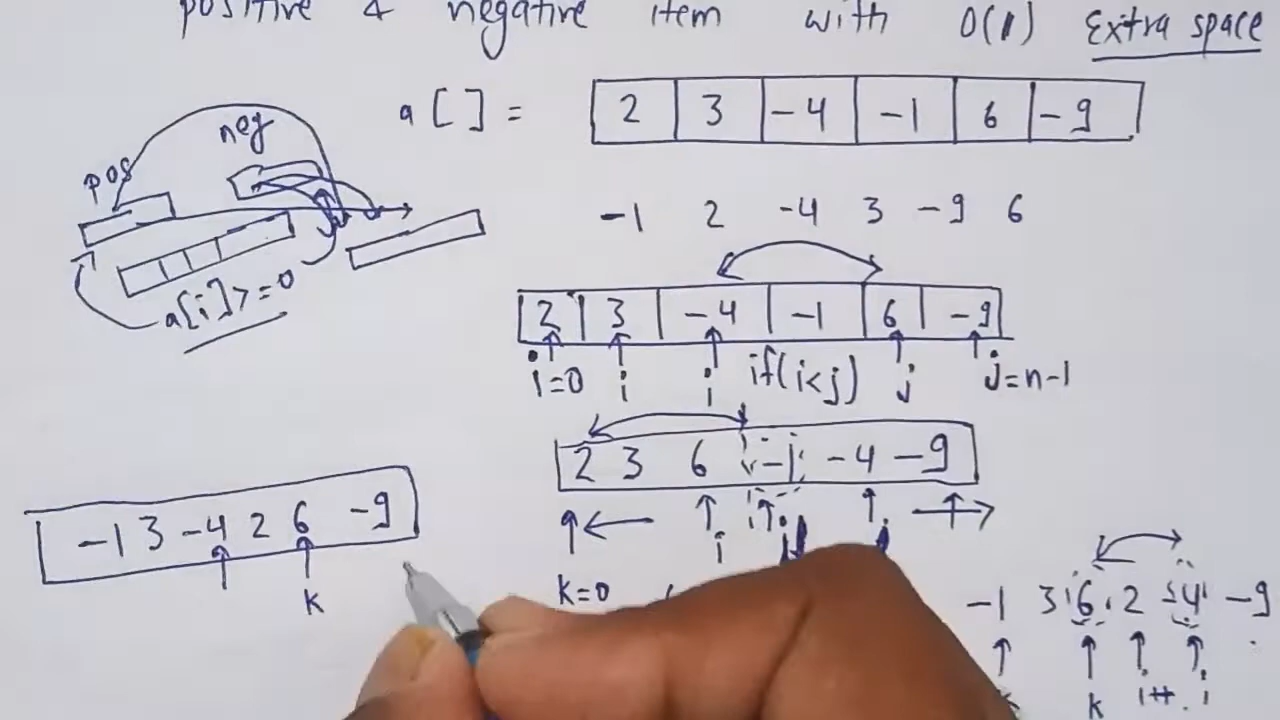 positive & negative item with O(1) Extra space
a[] = 2 3 -4 -1 6 -9
neg
pos
-1 2 -4 3 -9 6
a[i]>=0
2 3 -4 -1 6 -9
i=0 i i if(i<j) j j=n-1
2 3 6 -1 -4 -9
i i
k=0
-1 3 -4 2 6 -9
k
-1 3 6 2 -4 -9
k i++ i